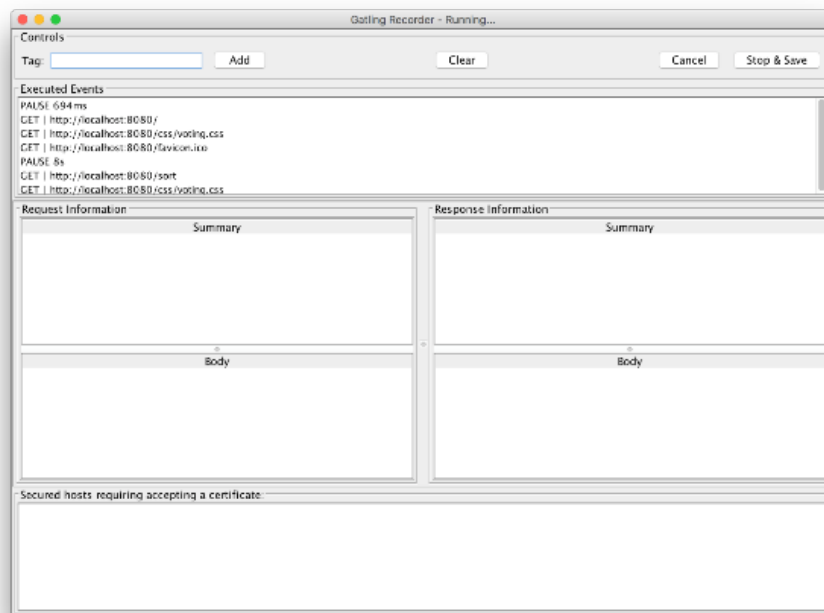 Gatling Recorder - Running...
Controls
Tag: Add Clear Cancel Stop & Save
Executed Events
PAUSE 694ms
GET | http://localhost:8080/
GET | http://localhost:8080/css/voting.css
GET | http://localhost:8080/favicon.ico
PAUSE 8s
GET | http://localhost:8080/sort
GET | http://localhost:8080/css/voting.css
Request Information Response Information
Summary Summary
Body Body
Secured hosts requiring accepting a certificate: